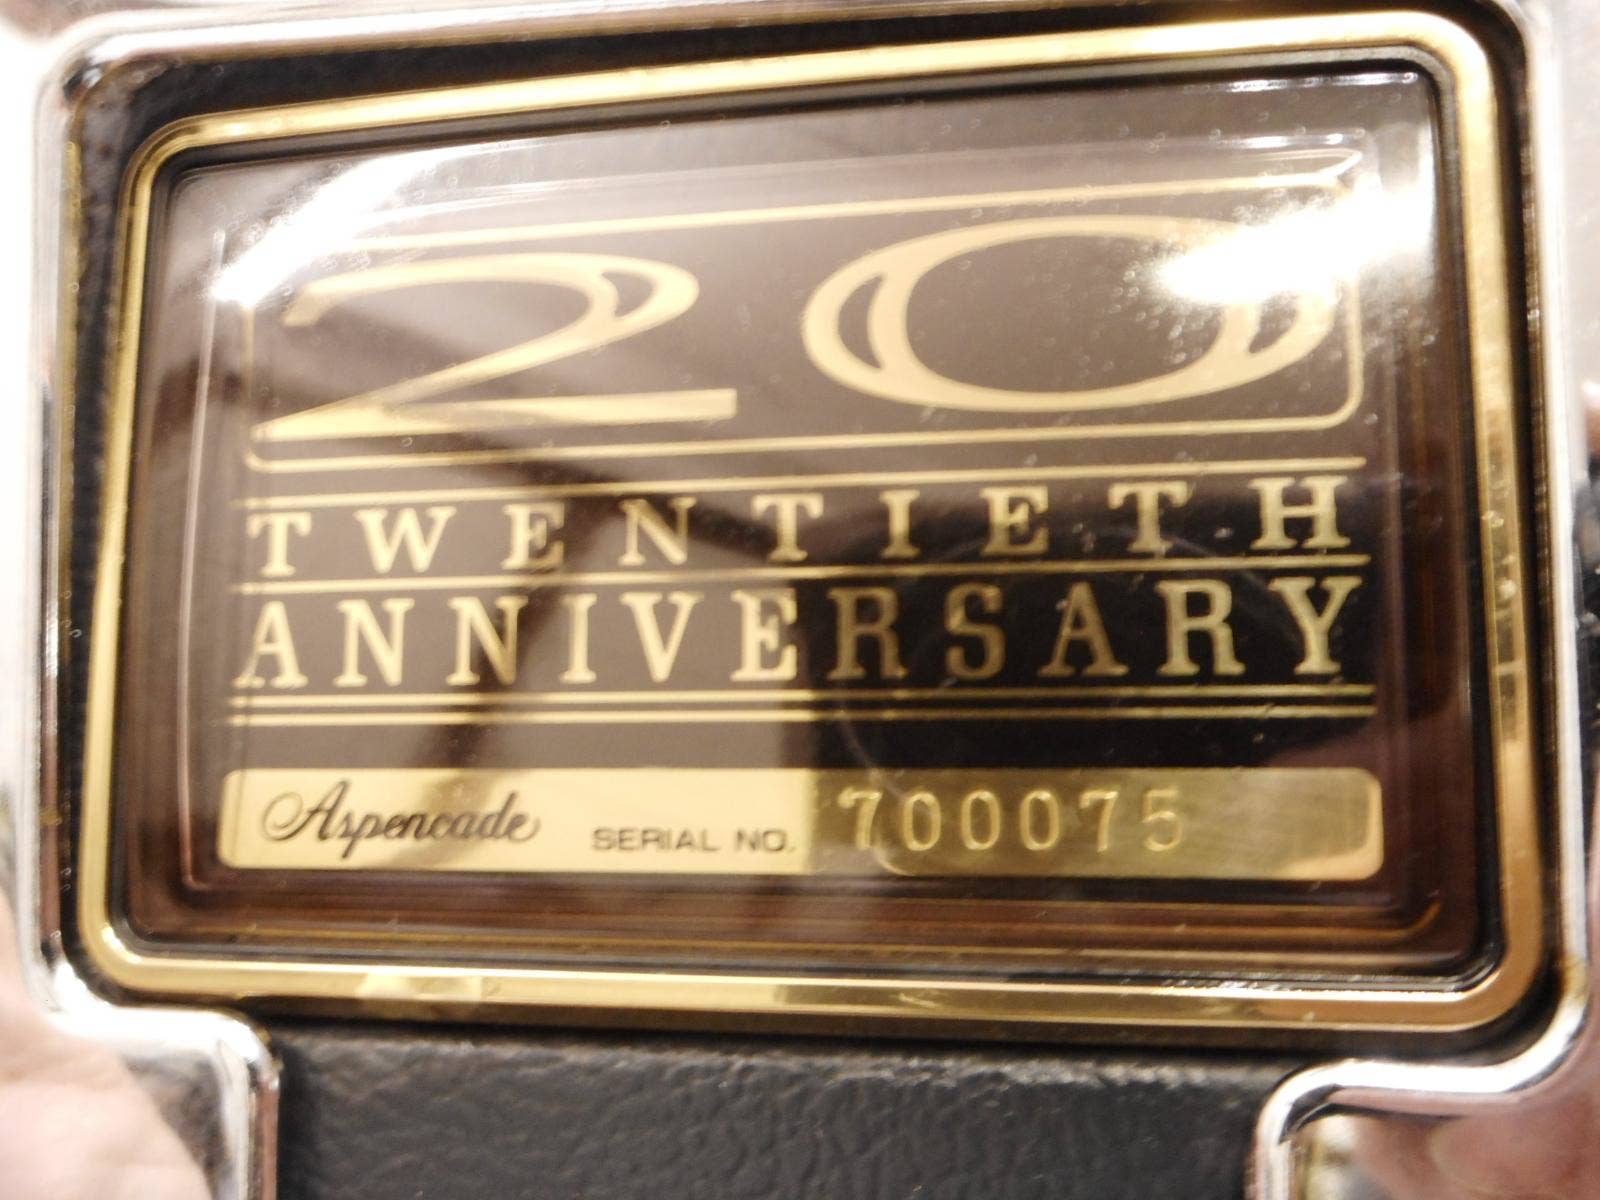 20
TWENTIETH
ANNIVERSARY
Aspencade SERIAL NO. 700075